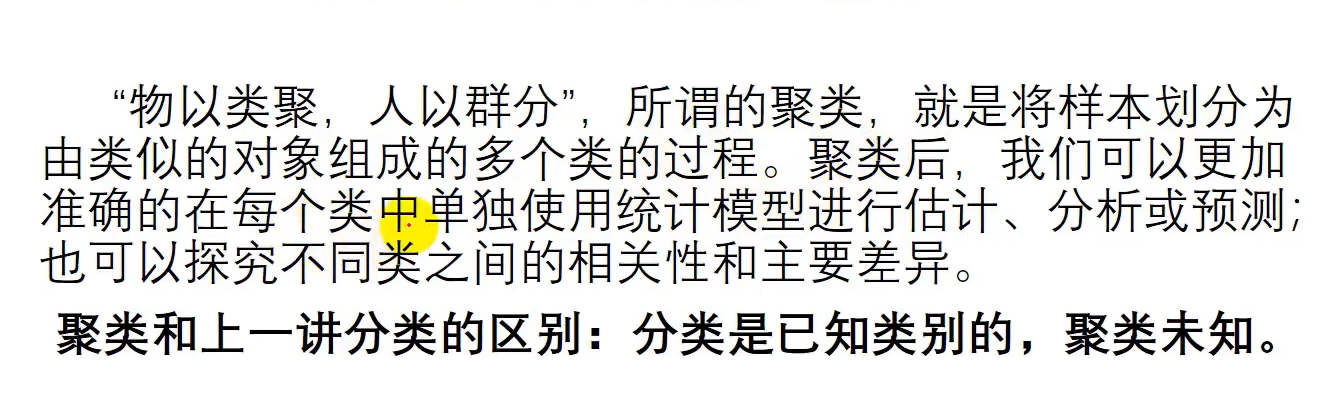 “物以类聚，人以群分”，所谓的聚类，就是将样本划分为
由类似的对象组成的多个类的过程。聚类后，我们可以更加
准确的在每个类中单独使用统计模型进行估计、分析或预测；
也可以探究不同类之间的相关性和主要差异。
聚类和上一讲分类的区别：分类是已知类别的，聚类未知。